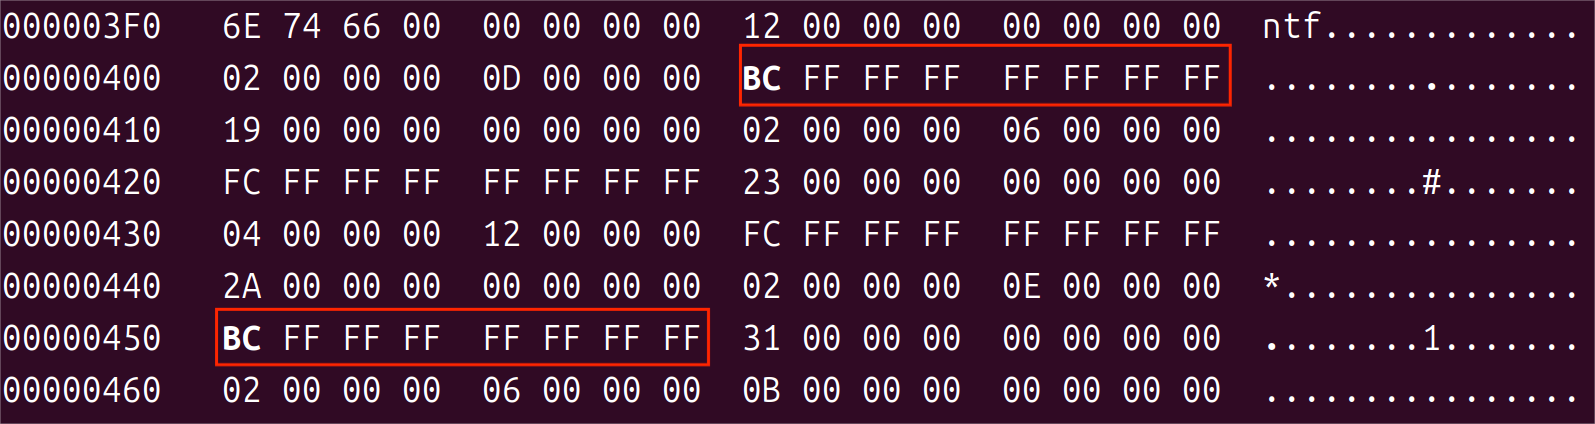 000003F0 6E 74 66 00 00 00 00 00 12 00 00 00 00 00 00 00 ntf.............
00000400 02 00 00 00 0D 00 00 00 BC FF FF FF FF FF FF FF ................
00000410 19 00 00 00 00 00 00 00 02 00 00 00 06 00 00 00 ................
00000420 FC FF FF FF FF FF FF FF 23 00 00 00 00 00 00 00 ........#.......
00000430 04 00 00 00 12 00 00 00 FC FF FF FF FF FF FF FF ................
00000440 2A 00 00 00 00 00 00 00 02 00 00 00 0E 00 00 00 *...............
00000450 BC FF FF FF FF FF FF FF 31 00 00 00 00 00 00 00 ........1.......
00000460 02 00 00 00 06 00 00 00 0B 00 00 00 00 00 00 00 ................